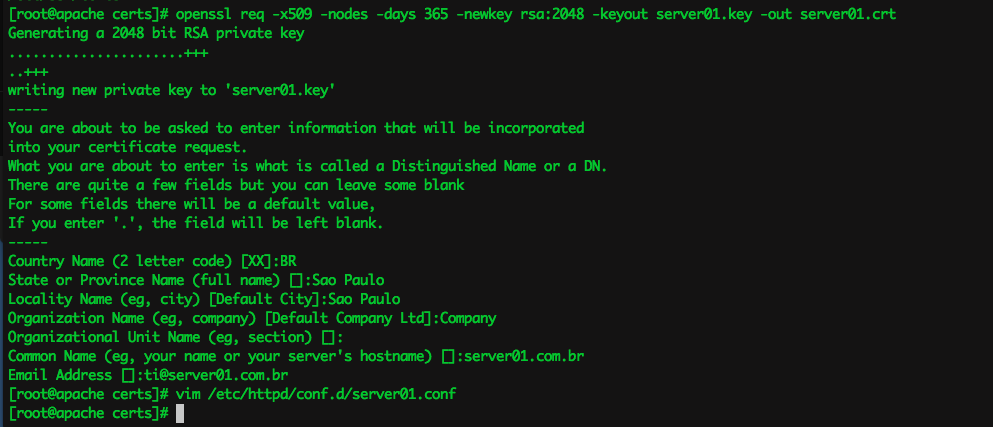 [root@apache certs]# openssl req -x509 -nodes -days 365 -newkey rsa:2048 -keyout server01.key -out server01.crt
Generating a 2048 bit RSA private key
......................+++
..+++
writing new private key to 'server01.key'
-----
You are about to be asked to enter information that will be incorporated
into your certificate request.
What you are about to enter is what is called a Distinguished Name or a DN.
There are quite a few fields but you can leave some blank
For some fields there will be a default value,
If you enter '.', the field will be left blank.
-----
Country Name (2 letter code) [XX]:BR
State or Province Name (full name) []:Sao Paulo
Locality Name (eg, city) [Default City]:Sao Paulo
Organization Name (eg, company) [Default Company Ltd]:Company
Organizational Unit Name (eg, section) []:
Common Name (eg, your name or your server's hostname) []:server01.com.br
Email Address []:ti@server01.com.br
[root@apache certs]# vim /etc/httpd/conf.d/server01.conf
[root@apache certs]#